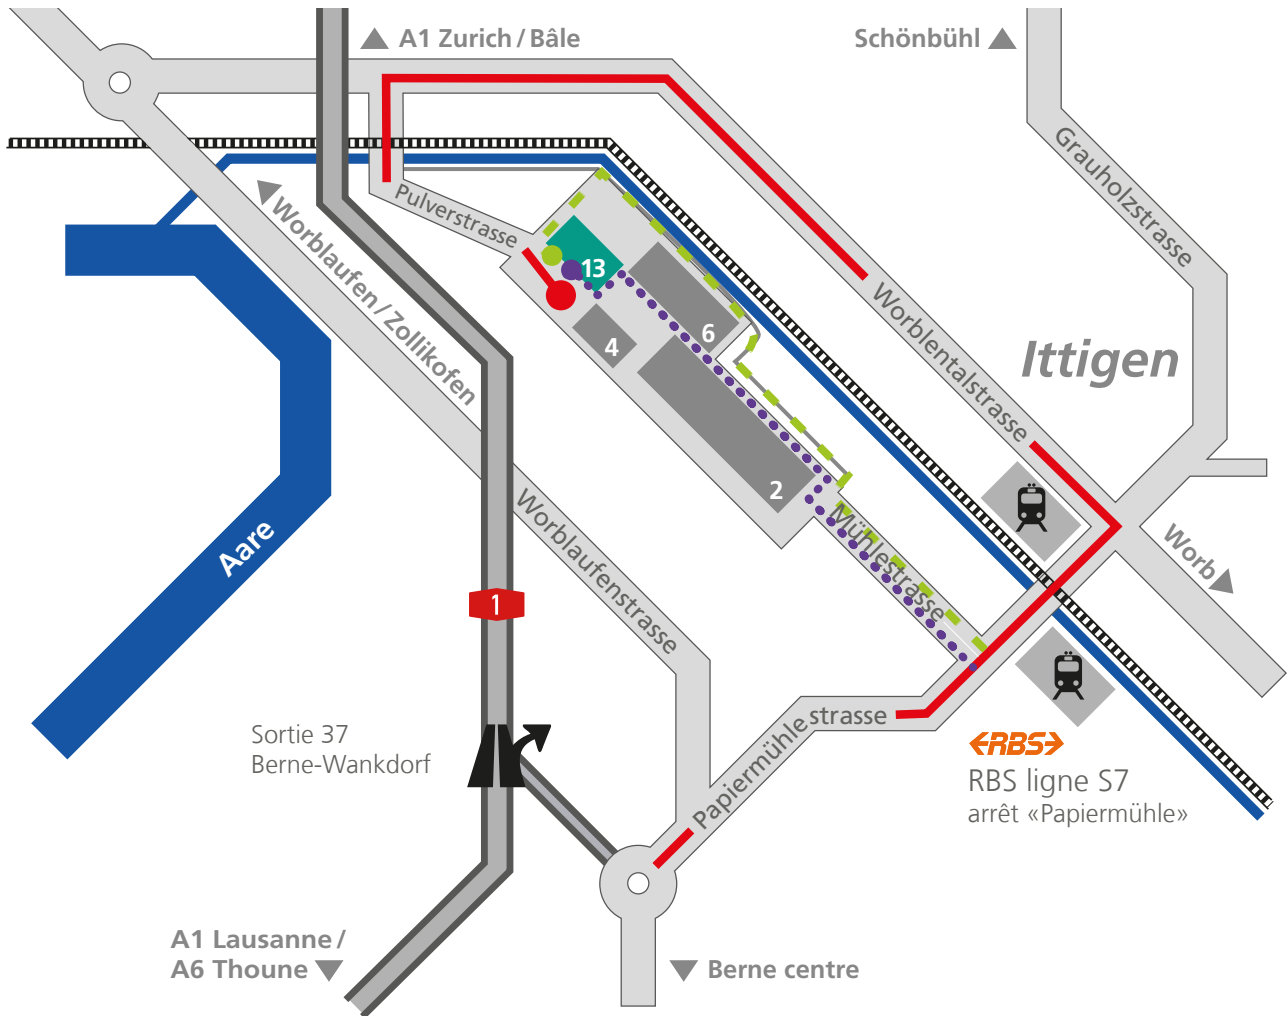 A1 Zurich / Bâle
Schönbühl
Grauholzstrasse
Pulverstrasse
Worblaufen / Zollikofen
13
6
4
2
Worblentalstrasse
Ittigen
Mühlestrasse
Worblaufenstrasse
Aare
Worb
1
Papiermühlestrasse
Sortie 37
Berne-Wankdorf
RBS
RBS ligne S7
arrêt «Papiermühle»
A1 Lausanne /
A6 Thoune
Berne centre